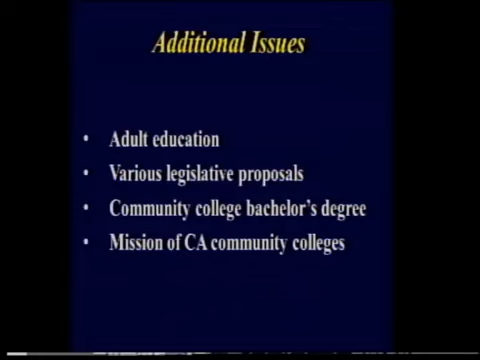 Additional Issues
• Adult education
• Various legislative proposals
• Community college bachelor's degree
• Mission of CA community colleges